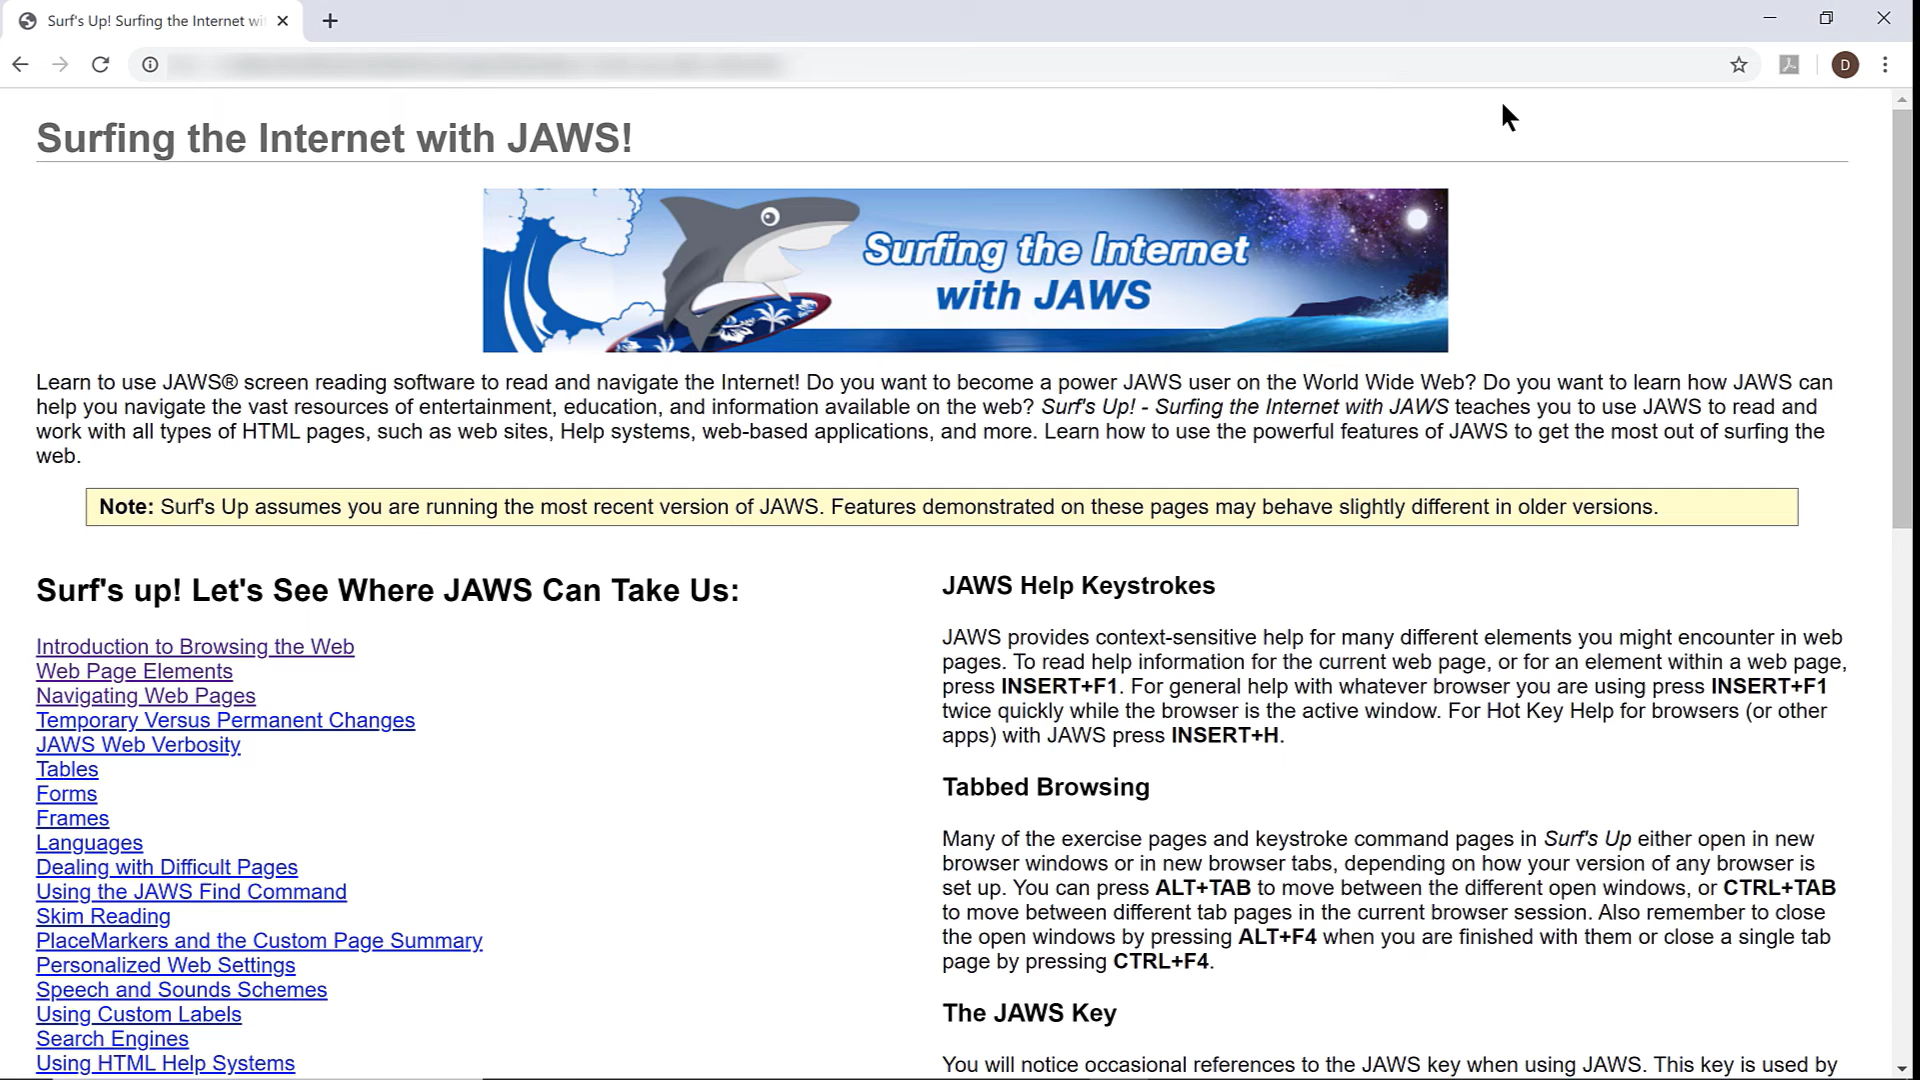 Surf's Up! Surfing the Internet wi
D
Surfing the Internet with JAWS!
Surfing the Internet
with JAWS
Learn to use JAWS® screen reading software to read and navigate the Internet! Do you want to become a power JAWS user on the World Wide Web? Do you want to learn how JAWS can
help you navigate the vast resources of entertainment, education, and information available on the web? Surf's Up! - Surfing the Internet with JAWS teaches you to use JAWS to read and
work with all types of HTML pages, such as web sites, Help systems, web-based applications, and more. Learn how to use the powerful features of JAWS to get the most out of surfing the
web.
Note: Surf's Up assumes you are running the most recent version of JAWS. Features demonstrated on these pages may behave slightly different in older versions.
Surf's up! Let's See Where JAWS Can Take Us:
Introduction to Browsing the Web
Web Page Elements
Navigating Web Pages
Temporary Versus Permanent Changes
JAWS Web Verbosity
Tables
Forms
Frames
Languages
Dealing with Difficult Pages
Using the JAWS Find Command
Skim Reading
PlaceMarkers and the Custom Page Summary
Personalized Web Settings
Speech and Sounds Schemes
Using Custom Labels
Search Engines
Using HTML Help Systems
JAWS Help Keystrokes
JAWS provides context-sensitive help for many different elements you might encounter in web
pages. To read help information for the current web page, or for an element within a web page,
press INSERT+F1. For general help with whatever browser you are using press INSERT+F1
twice quickly while the browser is the active window. For Hot Key Help for browsers (or other
apps) with JAWS press INSERT+H.
Tabbed Browsing
Many of the exercise pages and keystroke command pages in Surf's Up either open in new
browser windows or in new browser tabs, depending on how your version of any browser is
set up. You can press ALT+TAB to move between the different open windows, or CTRL+TAB
to move between different tab pages in the current browser session. Also remember to close
the open windows by pressing ALT+F4 when you are finished with them or close a single tab
page by pressing CTRL+F4.
The JAWS Key
You will notice occasional references to the JAWS key when using JAWS. This key is used by